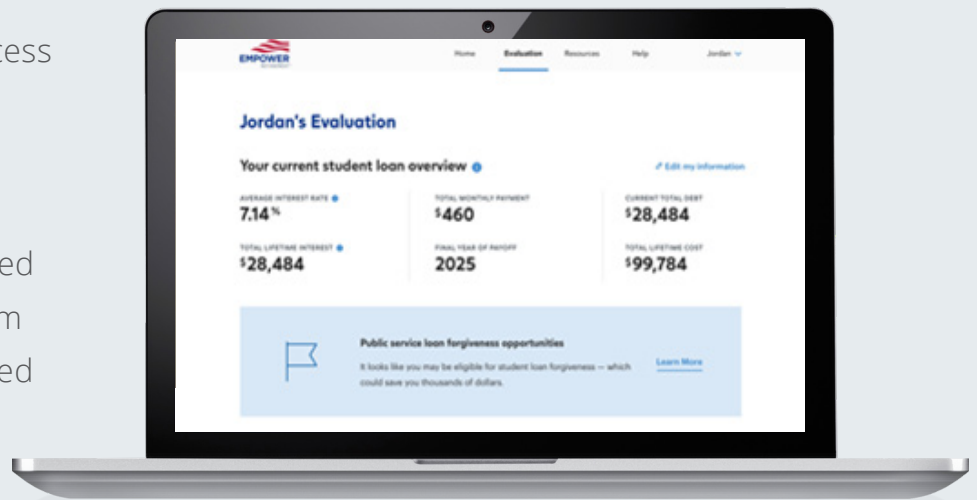 cess
ed
m
ed
EMPOWER
Home Evaluation Resources Help Jordan
Jordan's Evaluation
Your current student loan overview
Edit my information
AVERAGE INTEREST RATE TOTAL MONTHLY PAYMENT CURRENT TOTAL DEBT
7.14% $460 $28,484
TOTAL LIFETIME INTEREST FINAL YEAR OF PAYOFF TOTAL LIFETIME COST
$28,484 2025 $99,784
Public service loan forgiveness opportunities
It looks like you may be eligible for student loan forgiveness — which
could save you thousands of dollars.
Learn More